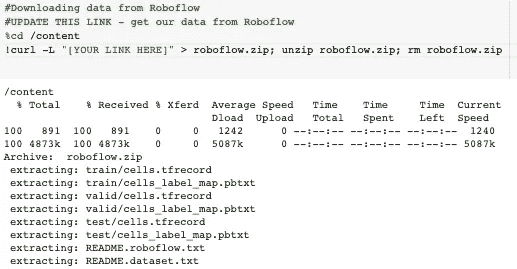 #Downloading data from Roboflow
#UPDATE THIS LINK - get our data from Roboflow
%cd /content
!curl -L "[YOUR LINK HERE]" > roboflow.zip; unzip roboflow.zip; rm roboflow.zip
/content
% Total % Received % Xferd Average Speed Time Time Time Current
Dload Upload Total Spent Left Speed
100 891 100 891 0 0 1242 0 --:--:-- --:--:-- --:--:-- 1240
100 4873k 100 4873k 0 0 5087k 0 --:--:-- --:--:-- --:--:-- 5087k
Archive: roboflow.zip
extracting: train/cells.tfrecord
extracting: train/cells_label_map.pbtxt
extracting: valid/cells.tfrecord
extracting: valid/cells_label_map.pbtxt
extracting: test/cells.tfrecord
extracting: test/cells_label_map.pbtxt
extracting: README.roboflow.txt
extracting: README.dataset.txt